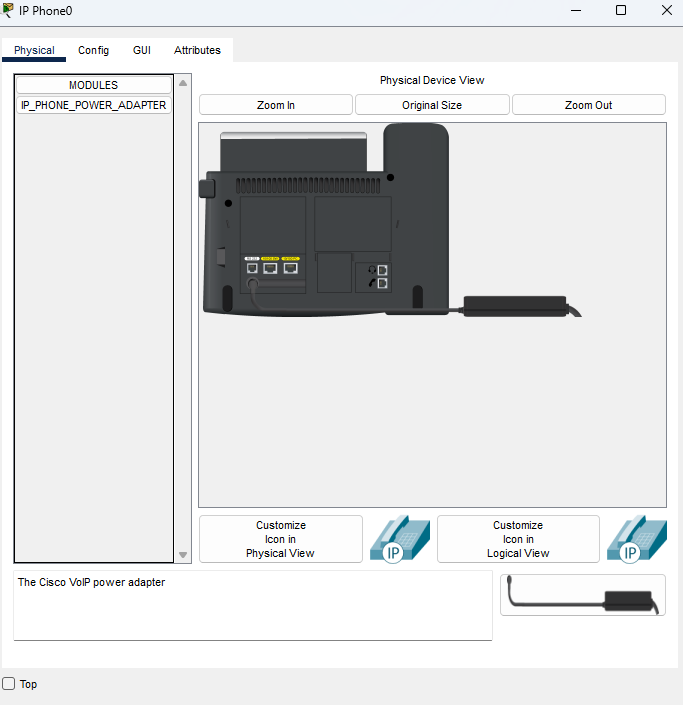 IP Phone0
Physical
Config
GUI
Attributes
MODULES
IP_PHONE_POWER_ADAPTER
Physical Device View
Zoom In
Original Size
Zoom Out
Customize
Icon in
Physical View
IP
Customize
Icon in
Logical View
IP
The Cisco VoIP power adapter
Top